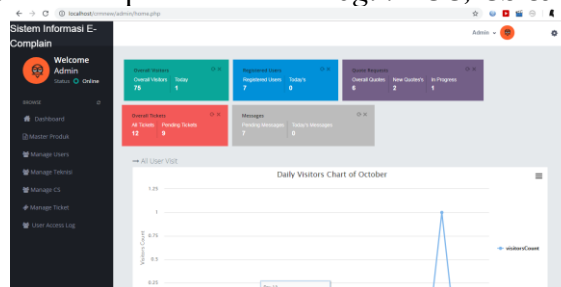 localhost/crmnew/admin/home.php
Sistem Informasi E-
Complain
Admin
Welcome
Admin
Status Online
Overall Visitors
Overall Visitors Today
78 1
Registered Users
Registered Users Today's
7 0
Overall Quotes New Quoter's In Progress
6 2 1
Overall Tickets
All Tickets Pending Tickets
12 9
Messages
Pending Messages Today's Messages
7 0
Dashboard
Master Produk
Manage Users
Manage Teknisi
Manage CS
Manage Ticket
User Access Log
All User Visit
Daily Visitors Chart of October
Visitors Count
1.25
1
0.75
0.5
0.25
visitorsCount